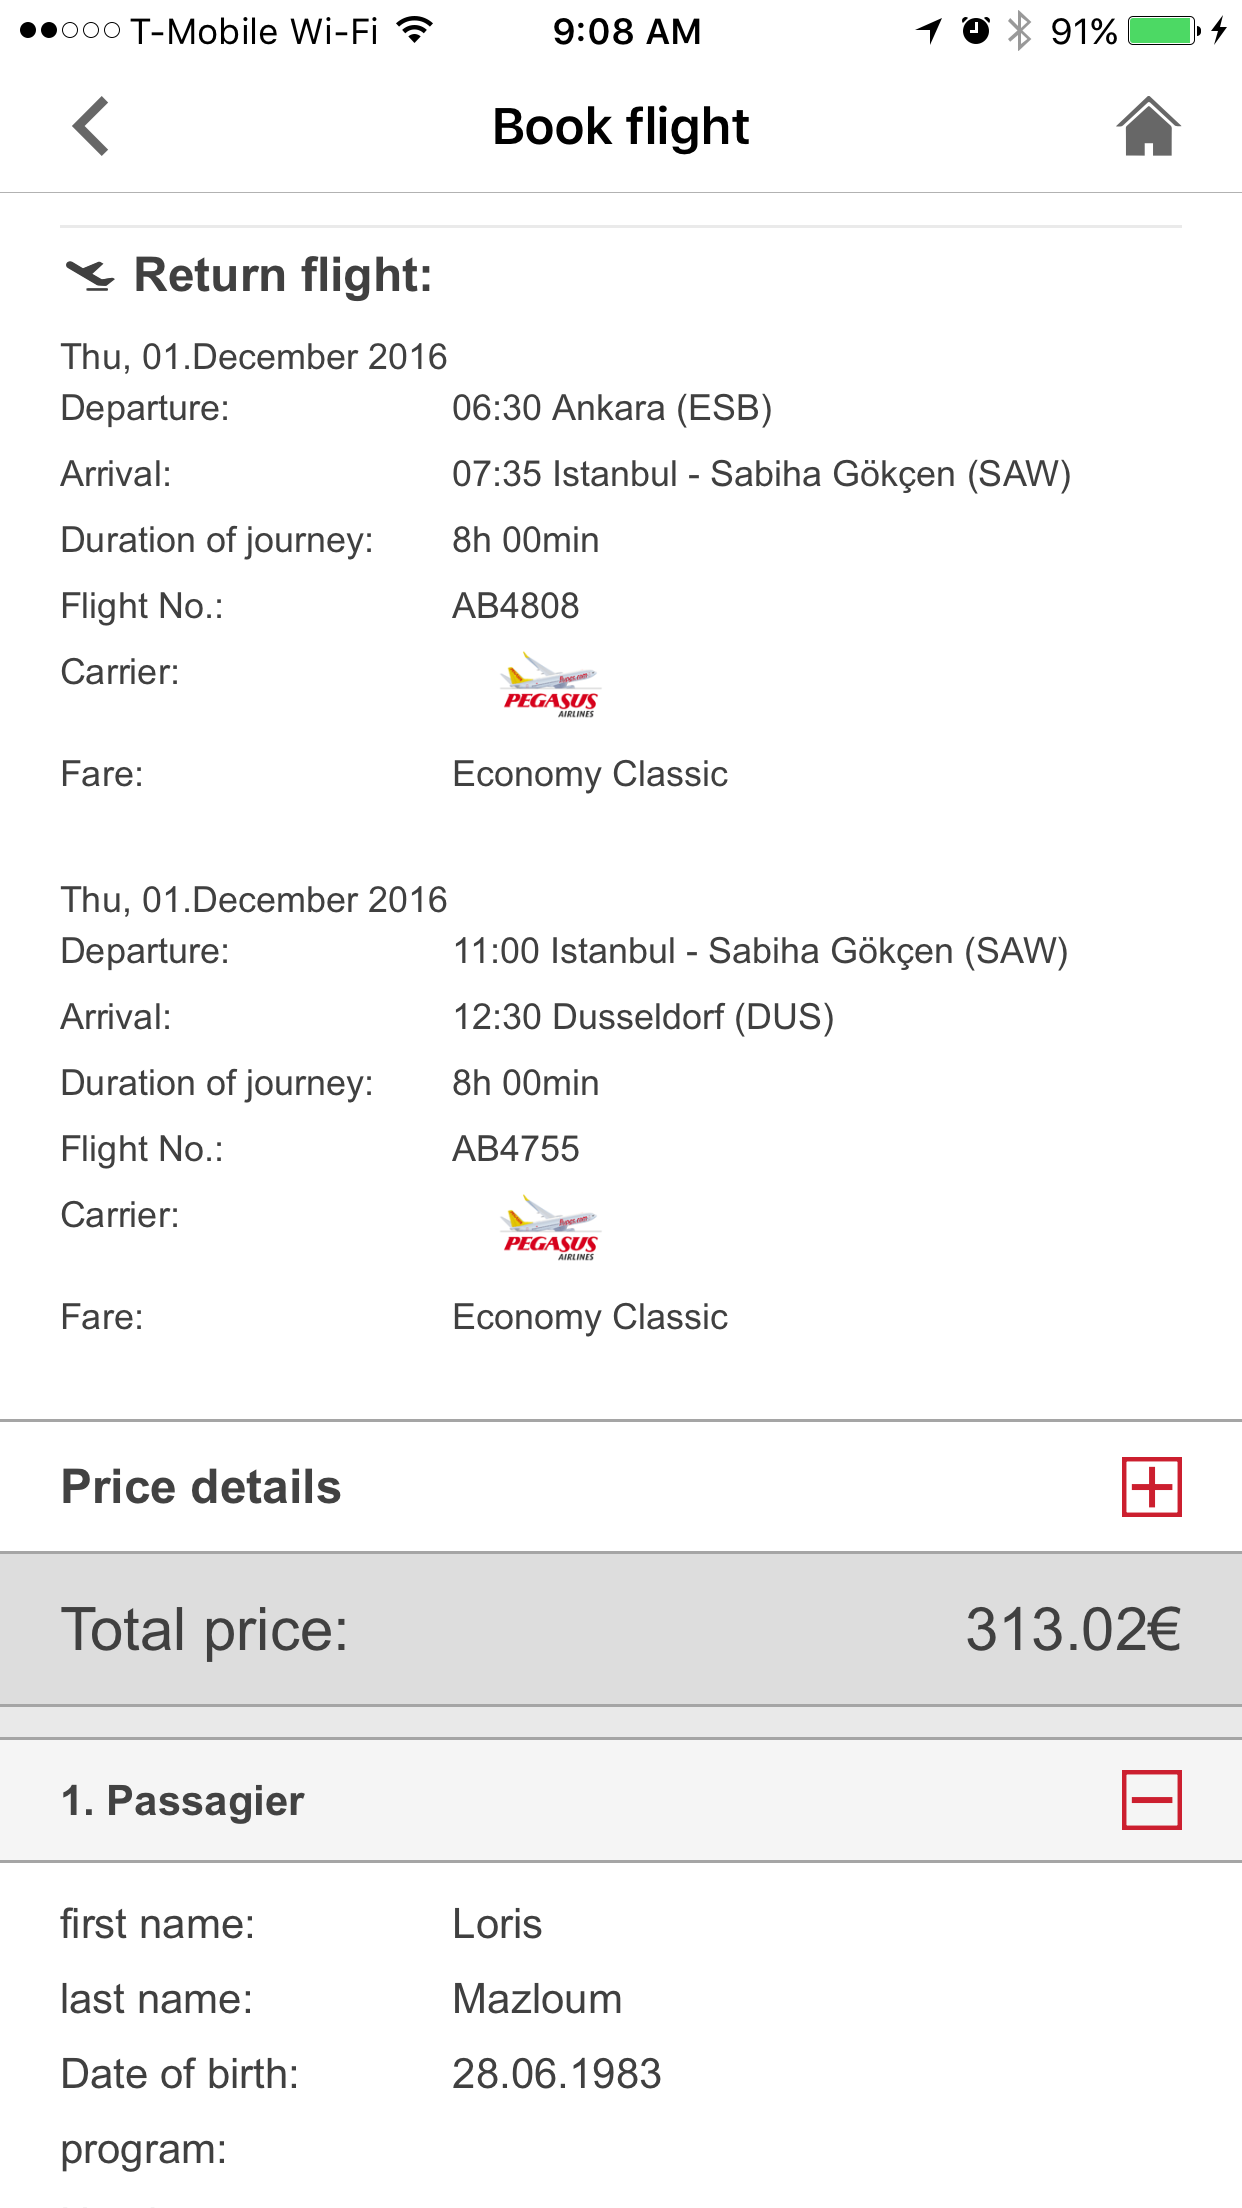 T-Mobile Wi-Fi 9:08 AM 91%
Book flight
Return flight:
Thu, 01.December 2016
Departure: 06:30 Ankara (ESB)
Arrival: 07:35 Istanbul - Sabiha Gökçen (SAW)
Duration of journey: 8h 00min
Flight No.: AB4808
Carrier: flypgs.com
PEGASUS
AIRLINES
Fare: Economy Classic
Thu, 01.December 2016
Departure: 11:00 Istanbul - Sabiha Gökçen (SAW)
Arrival: 12:30 Dusseldorf (DUS)
Duration of journey: 8h 00min
Flight No.: AB4755
Carrier: flypgs.com
PEGASUS
AIRLINES
Fare: Economy Classic
Price details
Total price: 313.02€
1. Passagier
first name: Loris
last name: Mazloum
Date of birth: 28.06.1983
program: